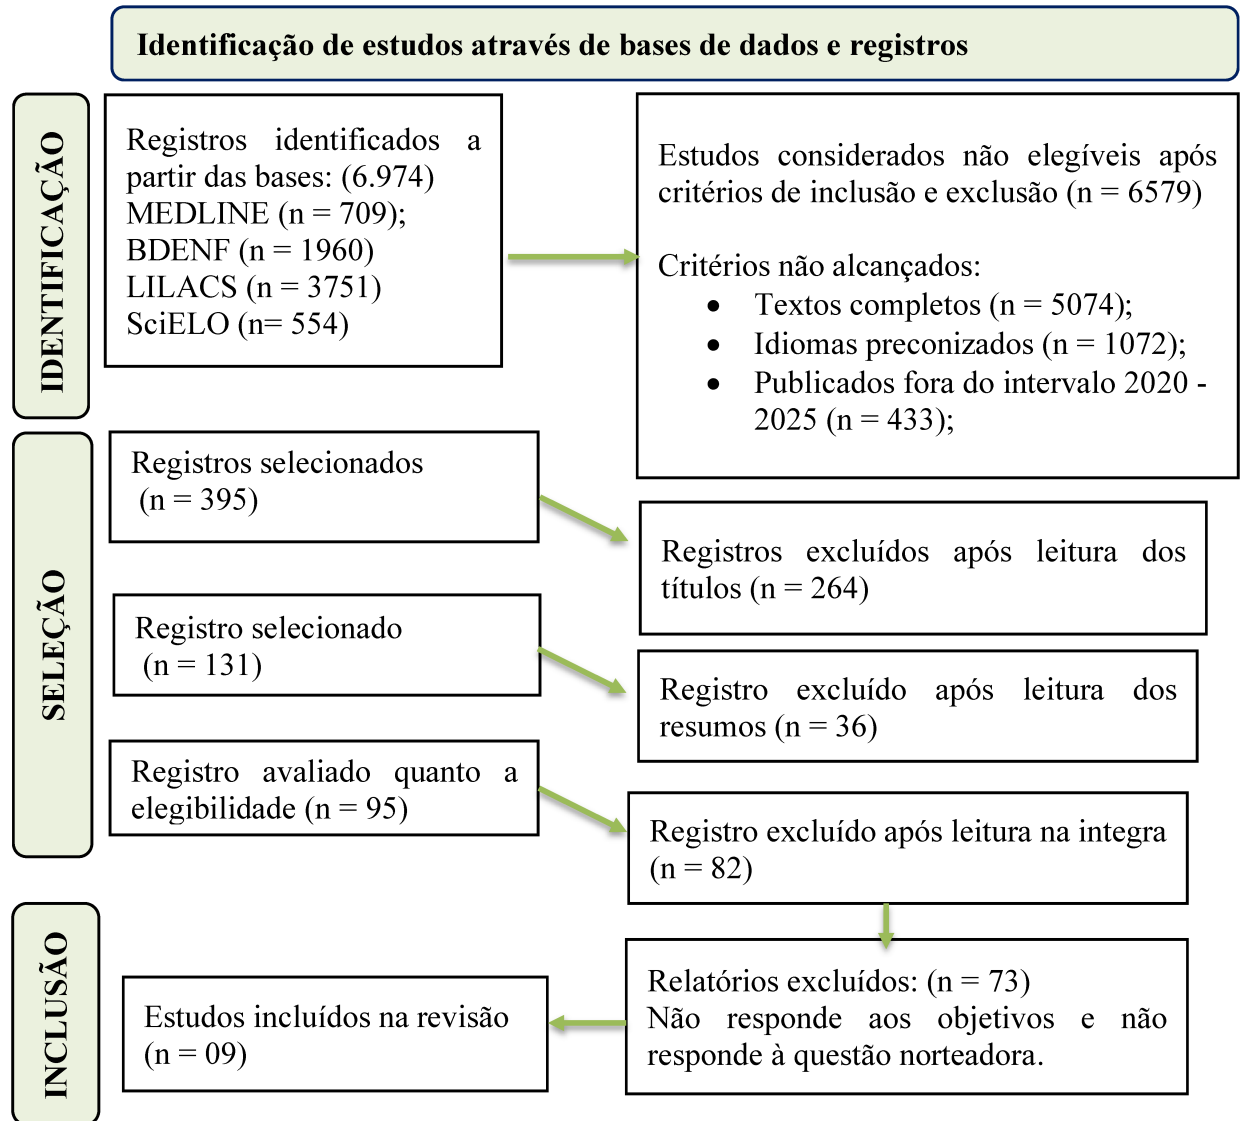 Identificação de estudos através de bases de dados e registros
IDENTIFICAÇÃO
Registros identificados a
partir das bases: (6.974)
MEDLINE (n = 709);
BDENF (n = 1960)
LILACS (n = 3751)
SciELO (n= 554)
Estudos considerados não elegíveis após
critérios de inclusão e exclusão (n = 6579)
Critérios não alcançados:
• Textos completos (n = 5074);
• Idiomas preconizados (n = 1072);
• Publicados fora do intervalo 2020 -
2025 (n = 433);
SELEÇÃO
Registros selecionados
(n = 395)
Registros excluídos após leitura dos
títulos (n = 264)
Registro selecionado
(n = 131)
Registro excluído após leitura dos
resumos (n = 36)
Registro avaliado quanto a
elegibilidade (n = 95)
Registro excluído após leitura na integra
(n = 82)
INCLUSÃO
Relatórios excluídos: (n = 73)
Não responde aos objetivos e não
responde à questão norteadora.
Estudos incluídos na revisão
(n = 09)